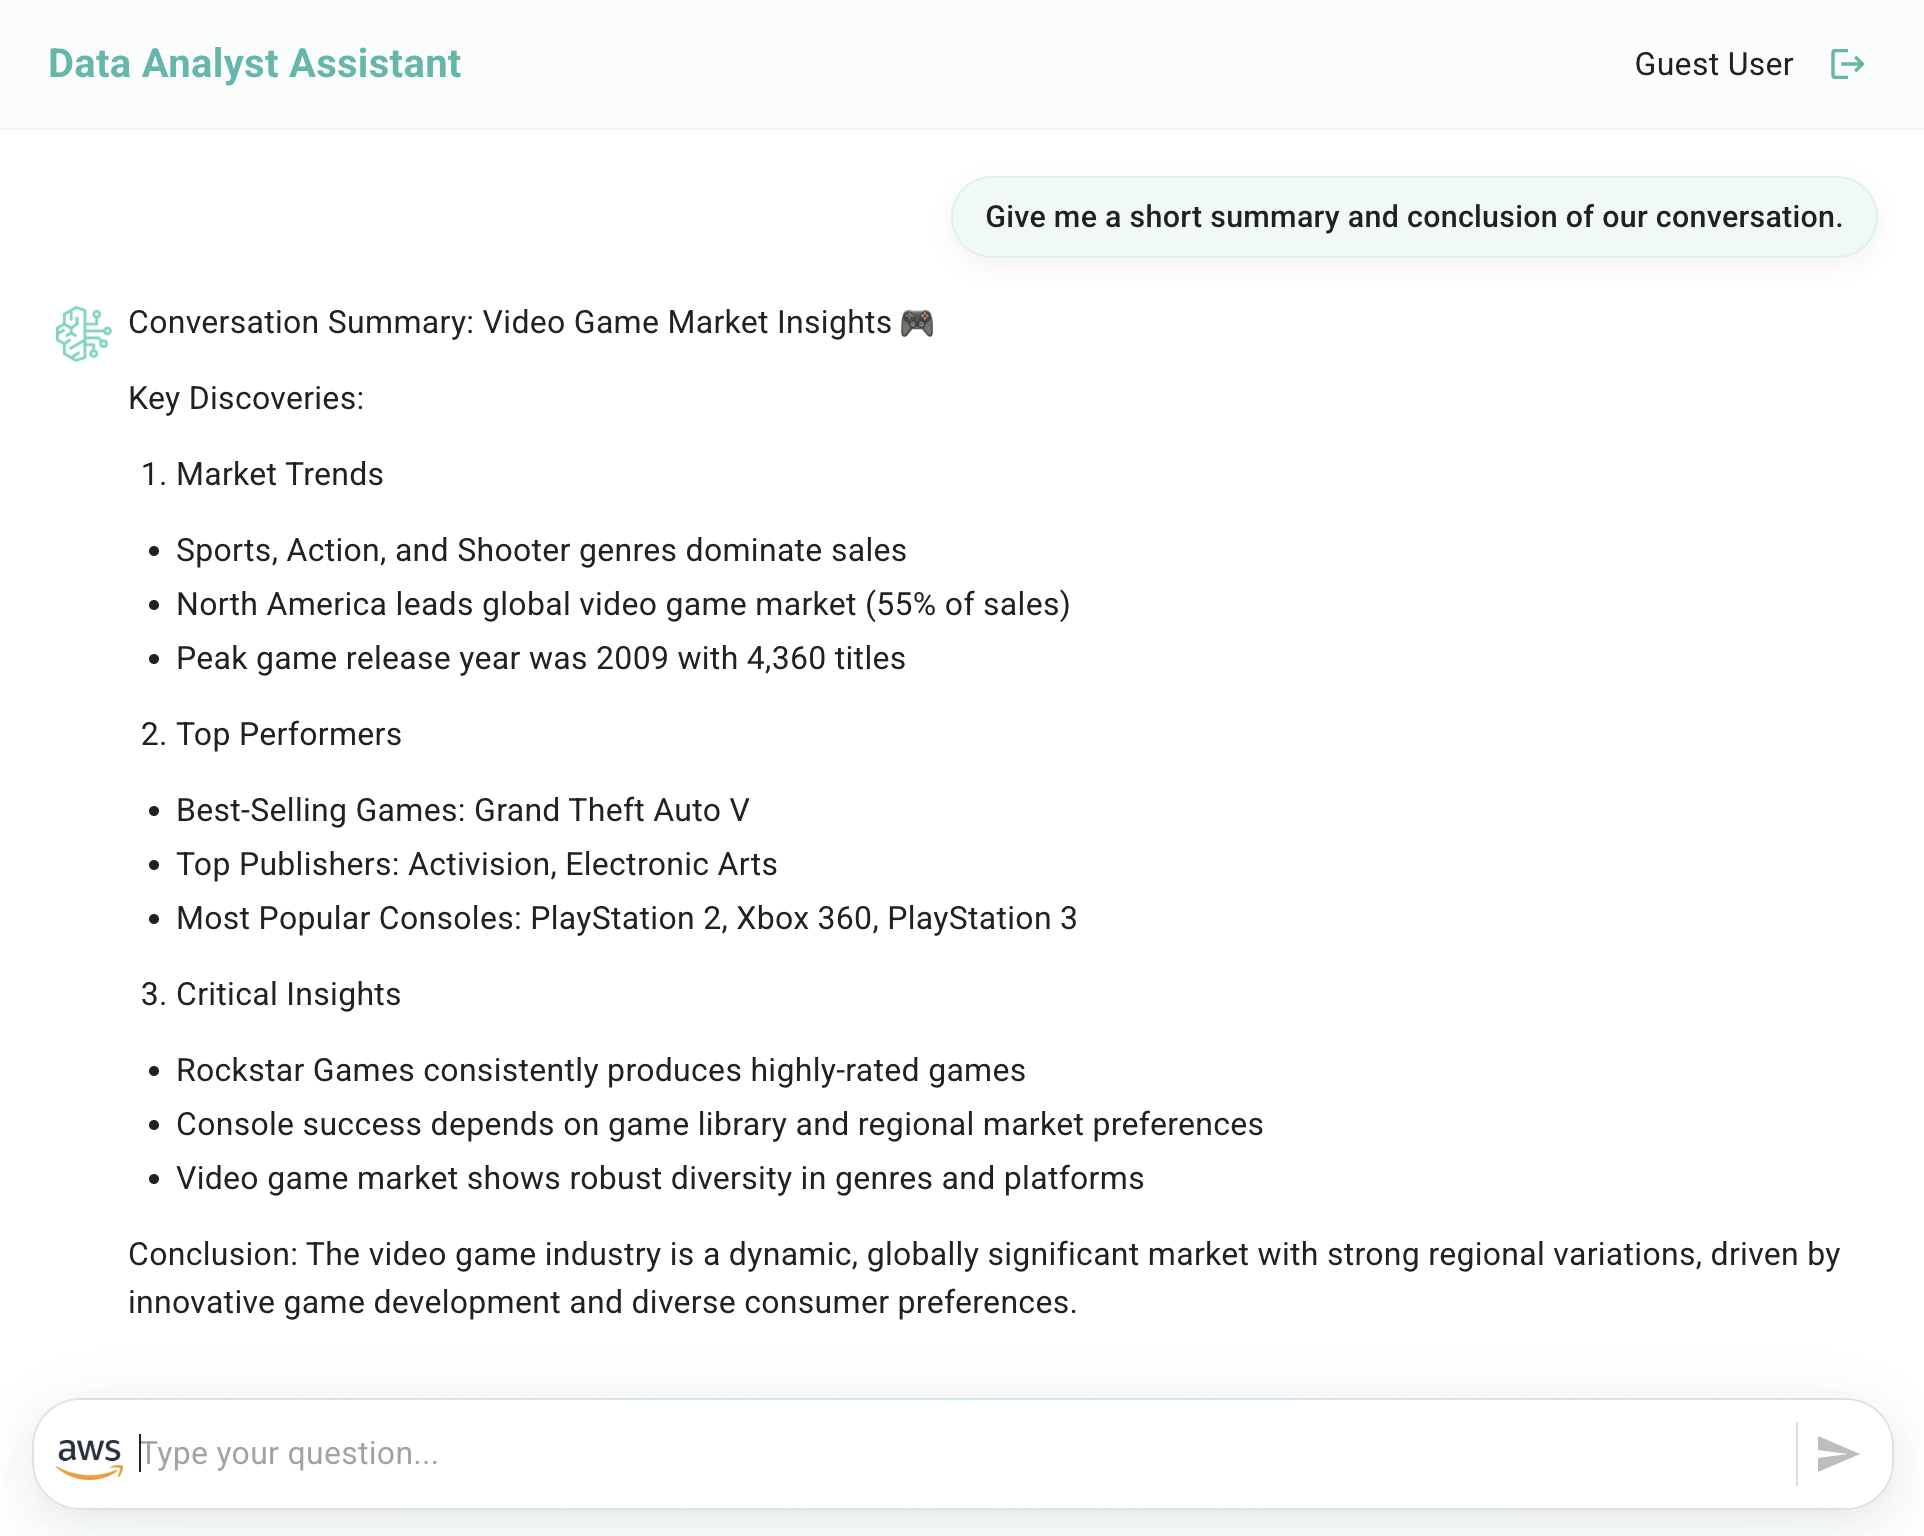 Data Analyst Assistant
Guest User
Give me a short summary and conclusion of our conversation.
Conversation Summary: Video Game Market Insights 🎮
Key Discoveries:
1. Market Trends
• Sports, Action, and Shooter genres dominate sales
• North America leads global video game market (55% of sales)
• Peak game release year was 2009 with 4,360 titles
2. Top Performers
• Best-Selling Games: Grand Theft Auto V
• Top Publishers: Activision, Electronic Arts
• Most Popular Consoles: PlayStation 2, Xbox 360, PlayStation 3
3. Critical Insights
• Rockstar Games consistently produces highly-rated games
• Console success depends on game library and regional market preferences
• Video game market shows robust diversity in genres and platforms
Conclusion: The video game industry is a dynamic, globally significant market with strong regional variations, driven by
innovative game development and diverse consumer preferences.
aws Type your question...